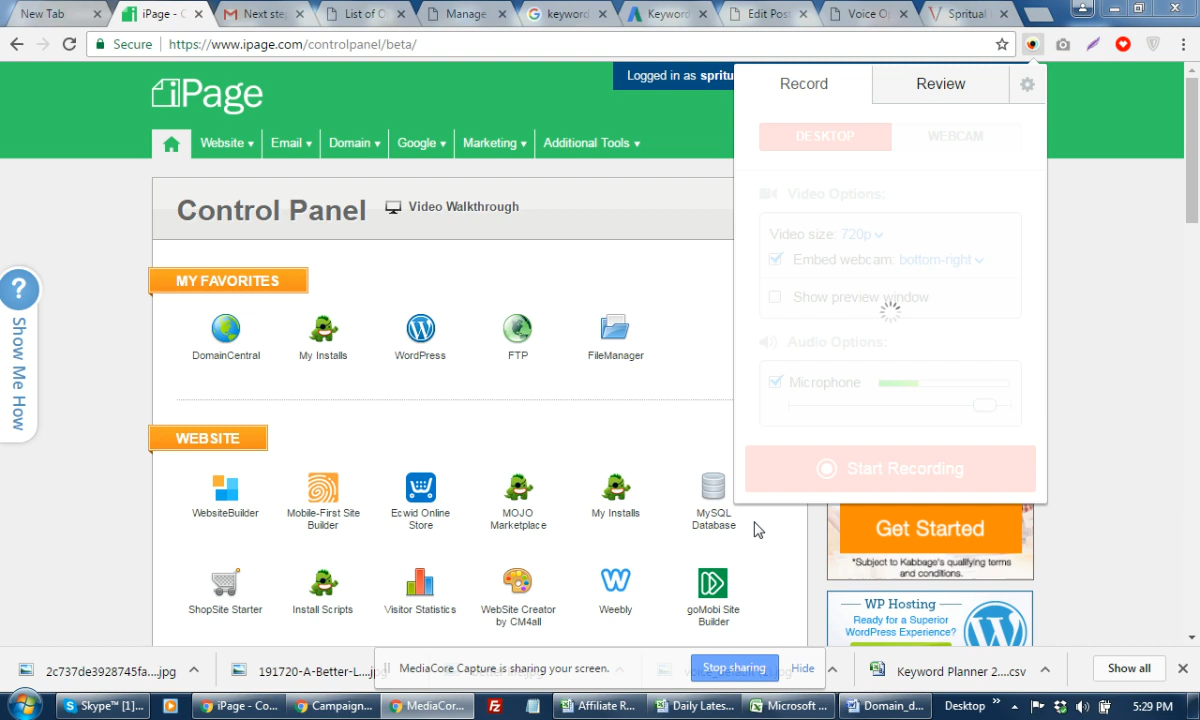 New Tab
iPage - C
Next ste
List of O
Manage
keyword
Keyword
Edit Post
Voice Op
Spritual
Secure
https://www.ipage.com/controlpanel/beta/
Logged in as spritu
iPage
Website
Email
Domain
Google
Marketing
Additional Tools
Record
Review
DESKTOP
WEBCAM
Video Options:
Video size: 720p
Embed webcam: bottom-right
Show preview window
Audio Options:
Microphone
Start Recording
Control Panel
Video Walkthrough
MY FAVORITES
DomainCentral
My Installs
WordPress
FTP
FileManager
?
Show Me How
WEBSITE
WebsiteBuilder
Mobile-First Site
Builder
Ecwid Online
Store
MOJO
Marketplace
My Installs
MySQL
Database
ShopSite Starter
Install Scripts
Visitor Statistics
WebSite Creator
by CM4all
Weebly
goMobi Site
Builder
Get Started
*Subject to Kabbage's qualifying terms
and conditions.
WP Hosting
Ready for a Superior
WordPress Experience?
2c737de3928745fa....jpg
191720-A-Better-L....jpg
MediaCore Capture is sharing your screen.
Stop sharing
Hide
Keyword Planner 2....csv
Show all
Skype™ [1]...
iPage - Co...
Campaign...
MediaCor...
Affiliate R...
Daily Lates...
Microsoft ...
Domain_d...
Desktop
5:29 PM